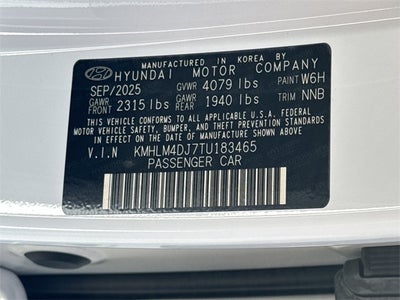 MANUFACTURED IN KOREA BY
HYUNDAI MOTOR COMPANY
SEP/2025 GVWR 4079 lbs PAINT W6H
GAWR FRONT 2315 lbs GAWR REAR 1940 lbs TRIM NNB
THIS VEHICLE CONFORMS TO ALL APPLICABLE U.S.A FEDERAL
MOTOR VEHICLE SAFETY, BUMPER, AND THEFT PREVENTION STANDARDS
IN EFFECT ON THE DATE OF MANUFACTURE SHOWN ABOVE.
V.I.N KMHLM4DJ7TU183465
PASSENGER CAR